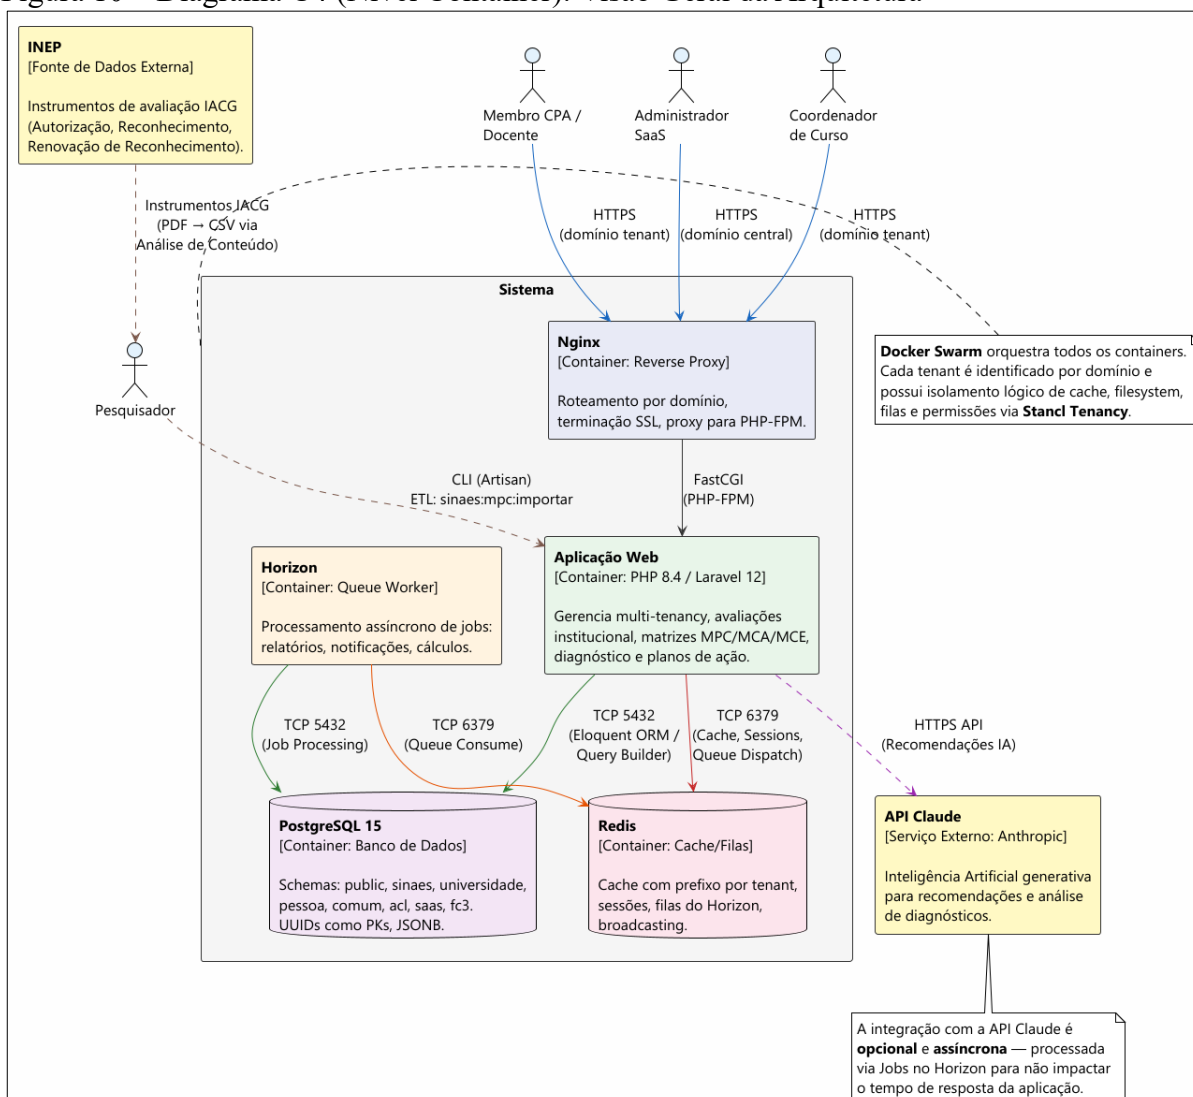 INEP
[Fonte de Dados Externa]
Instrumentos de avaliação IACG
(Autorização, Reconhecimento,
Renovação de Reconhecimento).
Membro CPA /
Docente
Administrador
SaaS
Coordenador
de Curso
Instrumentos IACG
(PDF → CSV via
Análise de Conteúdo)
HTTPS
(domínio tenant)
HTTPS
(domínio central)
HTTPS
(domínio tenant)
Sistema
Nginx
[Container: Reverse Proxy]
Roteamento por domínio,
terminação SSL, proxy para PHP-FPM.
Docker Swarm orquestra todos os containers.
Cada tenant é identificado por domínio e
possui isolamento lógico de cache, filesystem,
filas e permissões via Stancl Tenancy.
Pesquisador
CLI (Artisan)
ETL: sinaes:mpc:importar
FastCGI
(PHP-FPM)
Horizon
[Container: Queue Worker]
Processamento assíncrono de jobs:
relatórios, notificações, cálculos.
Aplicação Web
[Container: PHP 8.4 / Laravel 12]
Gerencia multi-tenancy, avaliações
institucional, matrizes MPC/MCA/MCE,
diagnóstico e planos de ação.
TCP 5432
(Job Processing)
TCP 6379
(Queue Consume)
TCP 5432
(Eloquent ORM /
Query Builder)
TCP 6379
(Cache, Sessions,
Queue Dispatch)
HTTPS API
(Recomendações IA)
PostgreSQL 15
[Container: Banco de Dados]
Schemas: public, sinaes, universidade,
pessoa, comum, acl, saas, fc3.
UUIDs como PKs, JSONB.
Redis
[Container: Cache/Filas]
Cache com prefixo por tenant,
sessões, filas do Horizon,
broadcasting.
API Claude
[Serviço Externo: Anthropic]
Inteligência Artificial generativa
para recomendações e análise
de diagnósticos.
A integração com a API Claude é
opcional e assíncrona — processada
via Jobs no Horizon para não impactar
o tempo de resposta da aplicação.